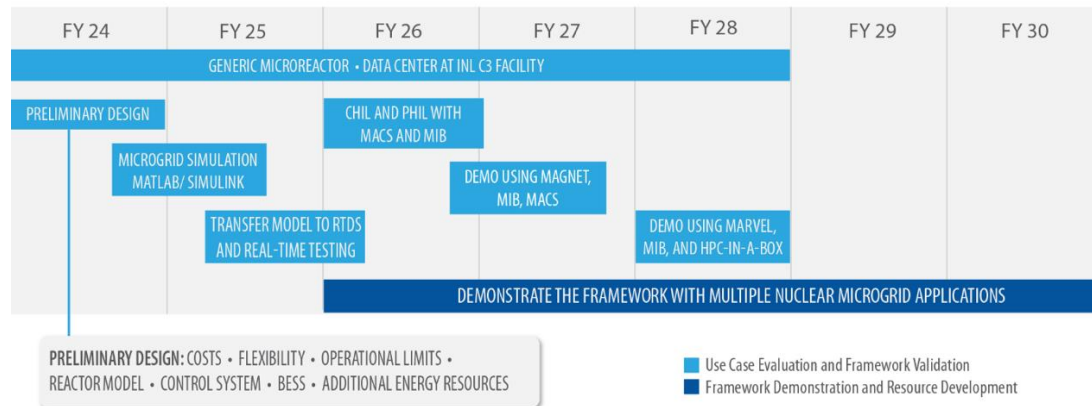 FY 24
FY 25
FY 26
FY 27
FY 28
FY 29
FY 30
GENERIC MICROREACTOR • DATA CENTER AT INL C3 FACILITY
PRELIMINARY DESIGN
CHIL AND PHIL WITH
MACS AND MIB
MICROGRID SIMULATION
MATLAB/ SIMULINK
DEMO USING MAGNET,
MIB, MACS
TRANSFER MODEL TO RTDS
AND REAL-TIME TESTING
DEMO USING MARVEL,
MIB, AND HPC-IN-A-BOX
DEMONSTRATE THE FRAMEWORK WITH MULTIPLE NUCLEAR MICROGRID APPLICATIONS
PRELIMINARY DESIGN: COSTS • FLEXIBILITY • OPERATIONAL LIMITS •
REACTOR MODEL • CONTROL SYSTEM • BESS • ADDITIONAL ENERGY RESOURCES
Use Case Evaluation and Framework Validation
Framework Demonstration and Resource Development